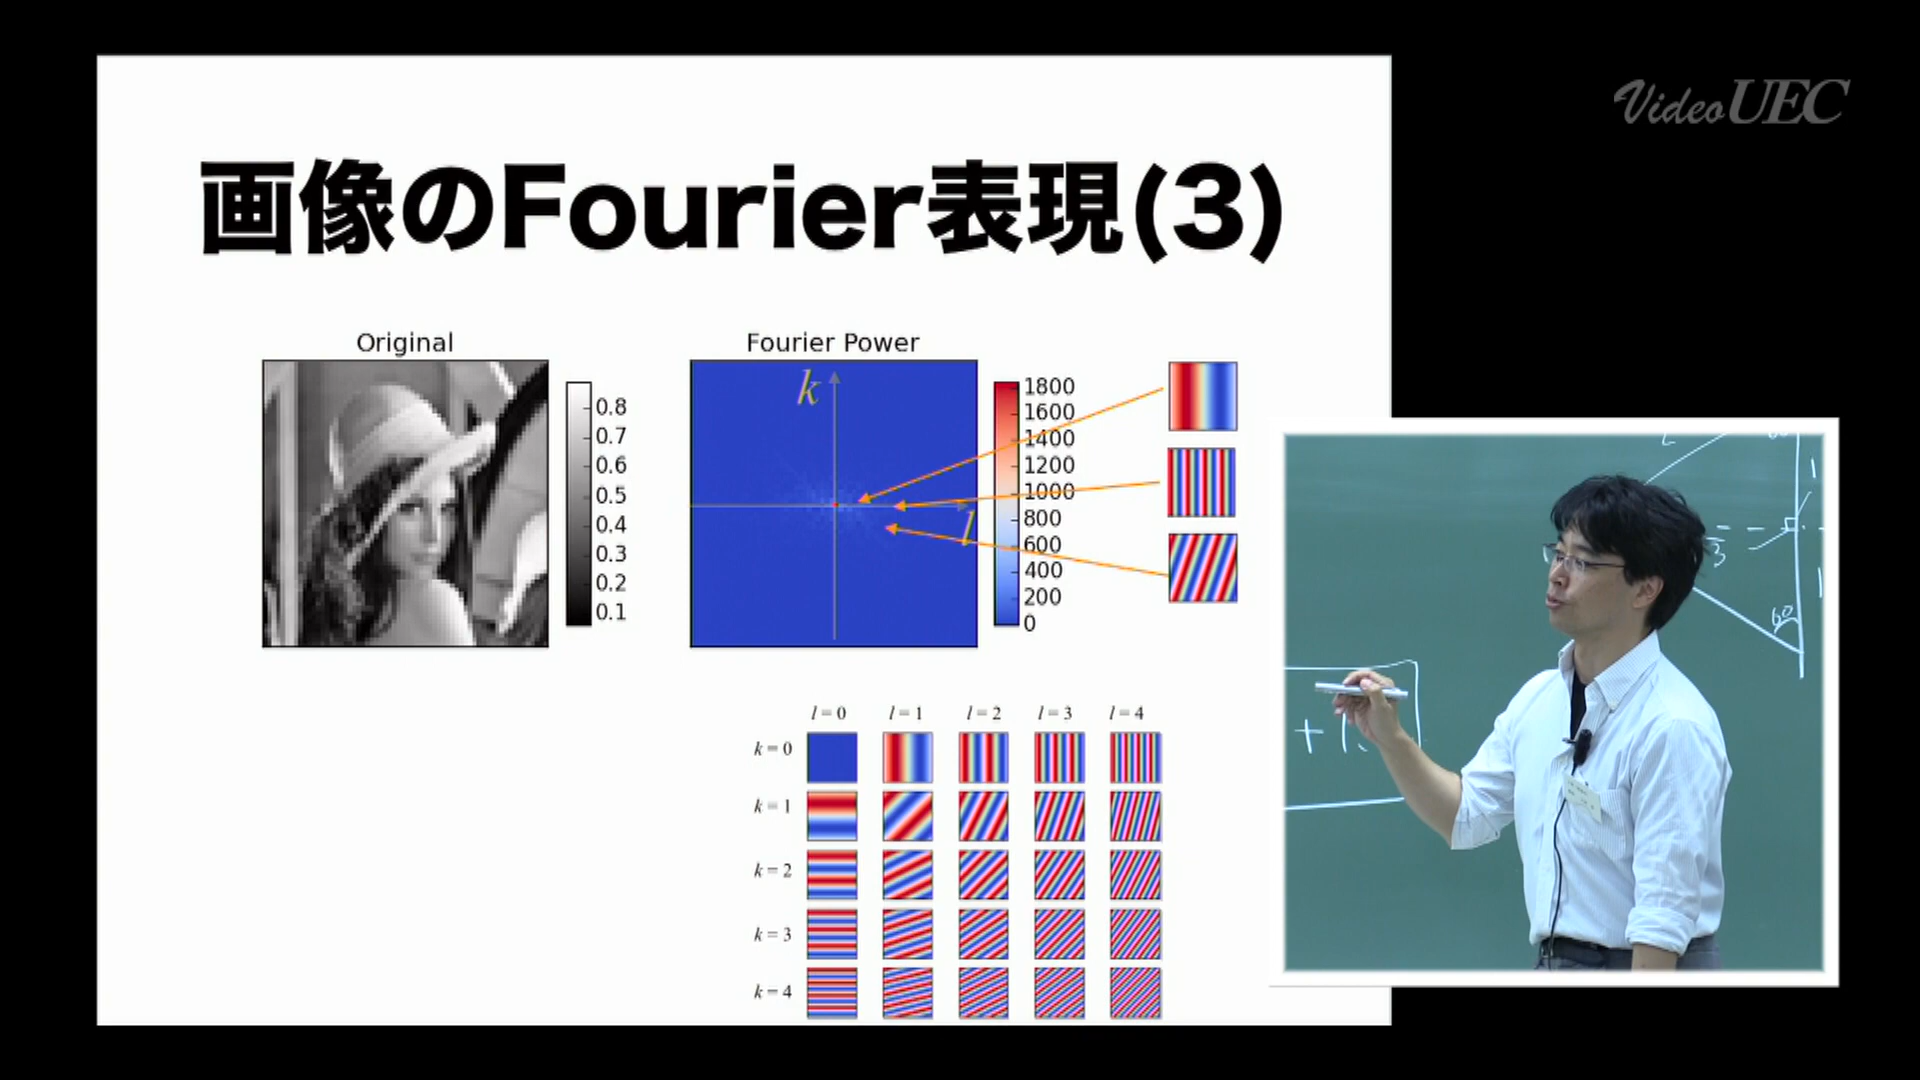 VideoUEC
画像のFourier表現(3)
Original
0.8
0.7
0.6
0.5
0.4
0.3
0.2
0.1
Fourier Power
k
l
1800
1600
1400
1200
1000
800
600
400
200
0
l = 0 l = 1 l = 2 l = 3 l = 4
k = 0
k = 1
k = 2
k = 3
k = 4
3
60